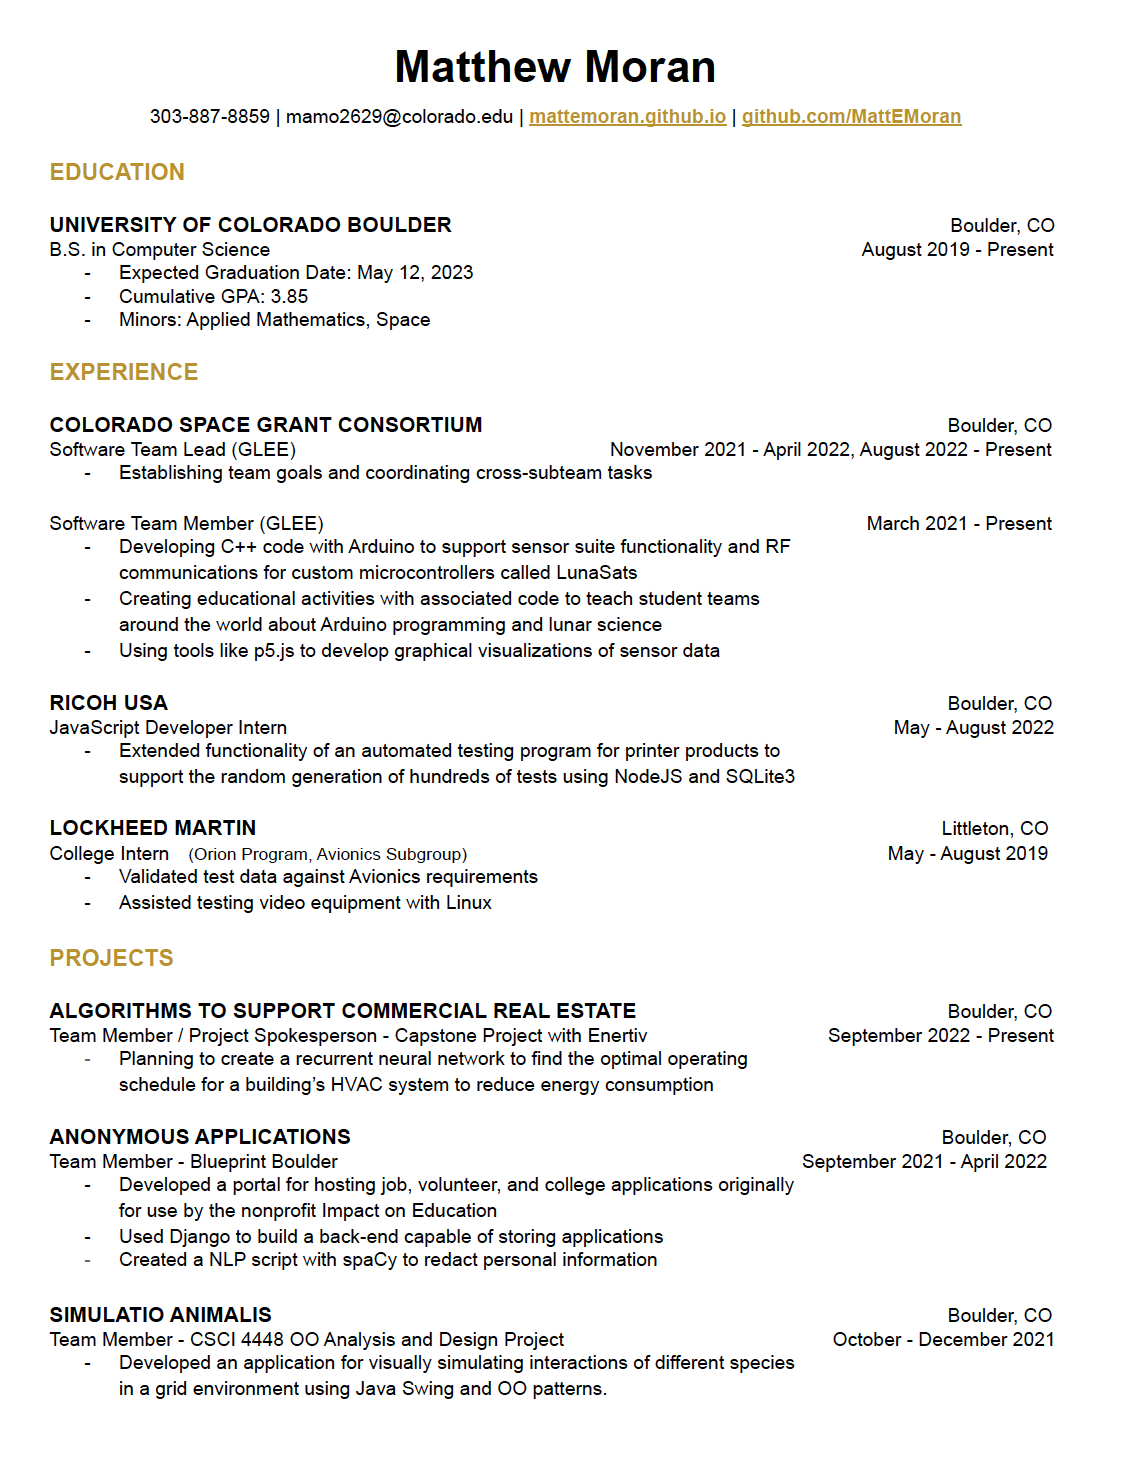 Matthew Moran
303-887-8859 | mamo2629@colorado.edu | mattemoran.github.io | github.com/MattEMoran
EDUCATION
UNIVERSITY OF COLORADO BOULDER Boulder, CO
B.S. in Computer Science August 2019 - Present
- Expected Graduation Date: May 12, 2023
- Cumulative GPA: 3.85
- Minors: Applied Mathematics, Space
EXPERIENCE
COLORADO SPACE GRANT CONSORTIUM Boulder, CO
Software Team Lead (GLEE) November 2021 - April 2022, August 2022 - Present
- Establishing team goals and coordinating cross-subteam tasks
Software Team Member (GLEE) March 2021 - Present
- Developing C++ code with Arduino to support sensor suite functionality and RF
communications for custom microcontrollers called LunaSats
- Creating educational activities with associated code to teach student teams
around the world about Arduino programming and lunar science
- Using tools like p5.js to develop graphical visualizations of sensor data
RICOH USA Boulder, CO
JavaScript Developer Intern May - August 2022
- Extended functionality of an automated testing program for printer products to
support the random generation of hundreds of tests using NodeJS and SQLite3
LOCKHEED MARTIN Littleton, CO
College Intern (Orion Program, Avionics Subgroup) May - August 2019
- Validated test data against Avionics requirements
- Assisted testing video equipment with Linux
PROJECTS
ALGORITHMS TO SUPPORT COMMERCIAL REAL ESTATE Boulder, CO
Team Member / Project Spokesperson - Capstone Project with Enertiv September 2022 - Present
- Planning to create a recurrent neural network to find the optimal operating
schedule for a building's HVAC system to reduce energy consumption
ANONYMOUS APPLICATIONS Boulder, CO
Team Member - Blueprint Boulder September 2021 - April 2022
- Developed a portal for hosting job, volunteer, and college applications originally
for use by the nonprofit Impact on Education
- Used Django to build a back-end capable of storing applications
- Created a NLP script with spaCy to redact personal information
SIMULATIO ANIMALIS Boulder, CO
Team Member - CSCI 4448 OO Analysis and Design Project October - December 2021
- Developed an application for visually simulating interactions of different species
in a grid environment using Java Swing and OO patterns.